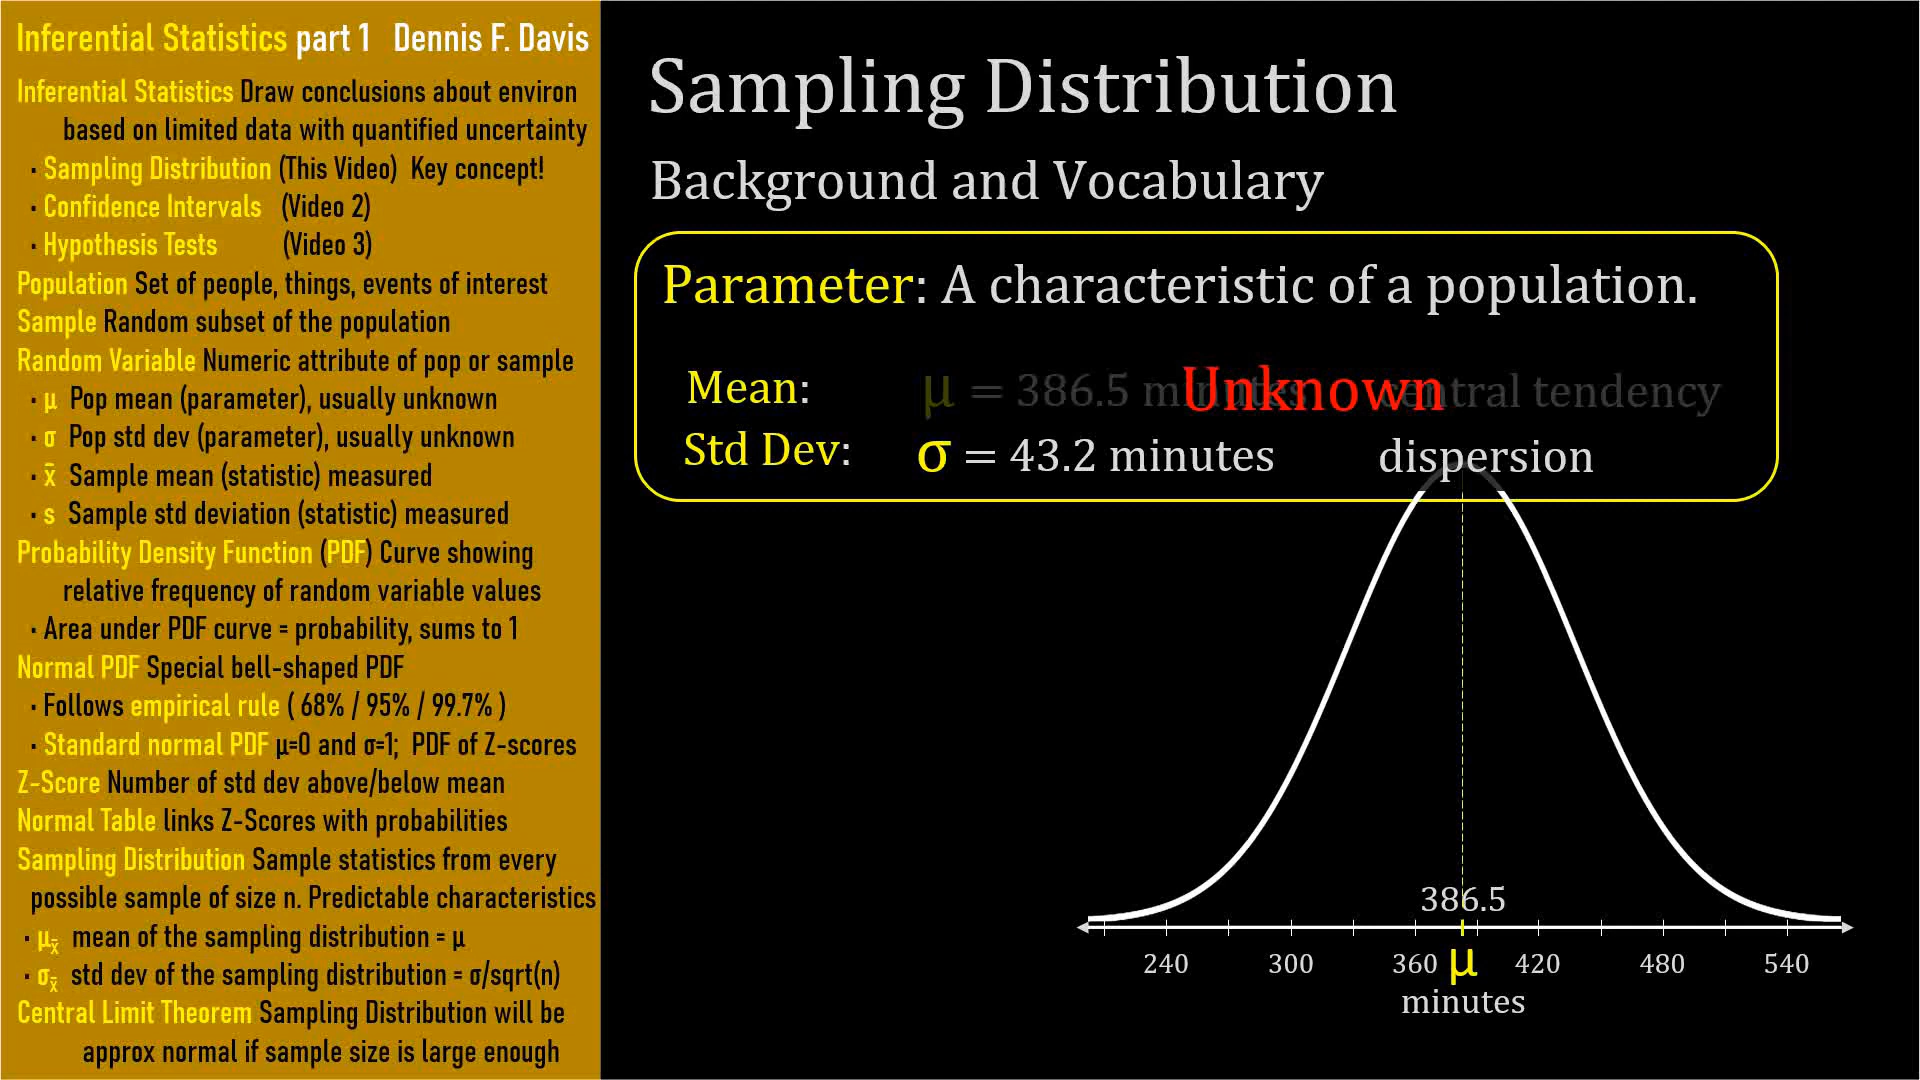 Inferential Statistics part 1 Dennis F. Davis
Inferential Statistics Draw conclusions about environ
based on limited data with quantified uncertainty
· Sampling Distribution (This Video) Key concept!
· Confidence Intervals (Video 2)
· Hypothesis Tests (Video 3)
Population Set of people, things, events of interest
Sample Random subset of the population
Random Variable Numeric attribute of pop or sample
· μ Pop mean (parameter), usually unknown
· σ Pop std dev (parameter), usually unknown
· x̄ Sample mean (statistic) measured
· s Sample std deviation (statistic) measured
Probability Density Function (PDF) Curve showing
relative frequency of random variable values
· Area under PDF curve = probability, sums to 1
Normal PDF Special bell-shaped PDF
· Follows empirical rule ( 68% / 95% / 99.7% )
· Standard normal PDF μ=0 and σ=1; PDF of Z-scores
Z-Score Number of std dev above/below mean
Normal Table links Z-Scores with probabilities
Sampling Distribution Sample statistics from every
possible sample of size n. Predictable characteristics
· μx̄ mean of the sampling distribution = μ
· σx̄ std dev of the sampling distribution = σ/sqrt(n)
Central Limit Theorem Sampling Distribution will be
approx normal if sample size is large enough
Sampling Distribution
Background and Vocabulary
Parameter: A characteristic of a population.
Mean: μ = 386.5 minutes Unknown central tendency
Std Dev: σ = 43.2 minutes dispersion
386.5
240 300 360 μ 420 480 540
minutes